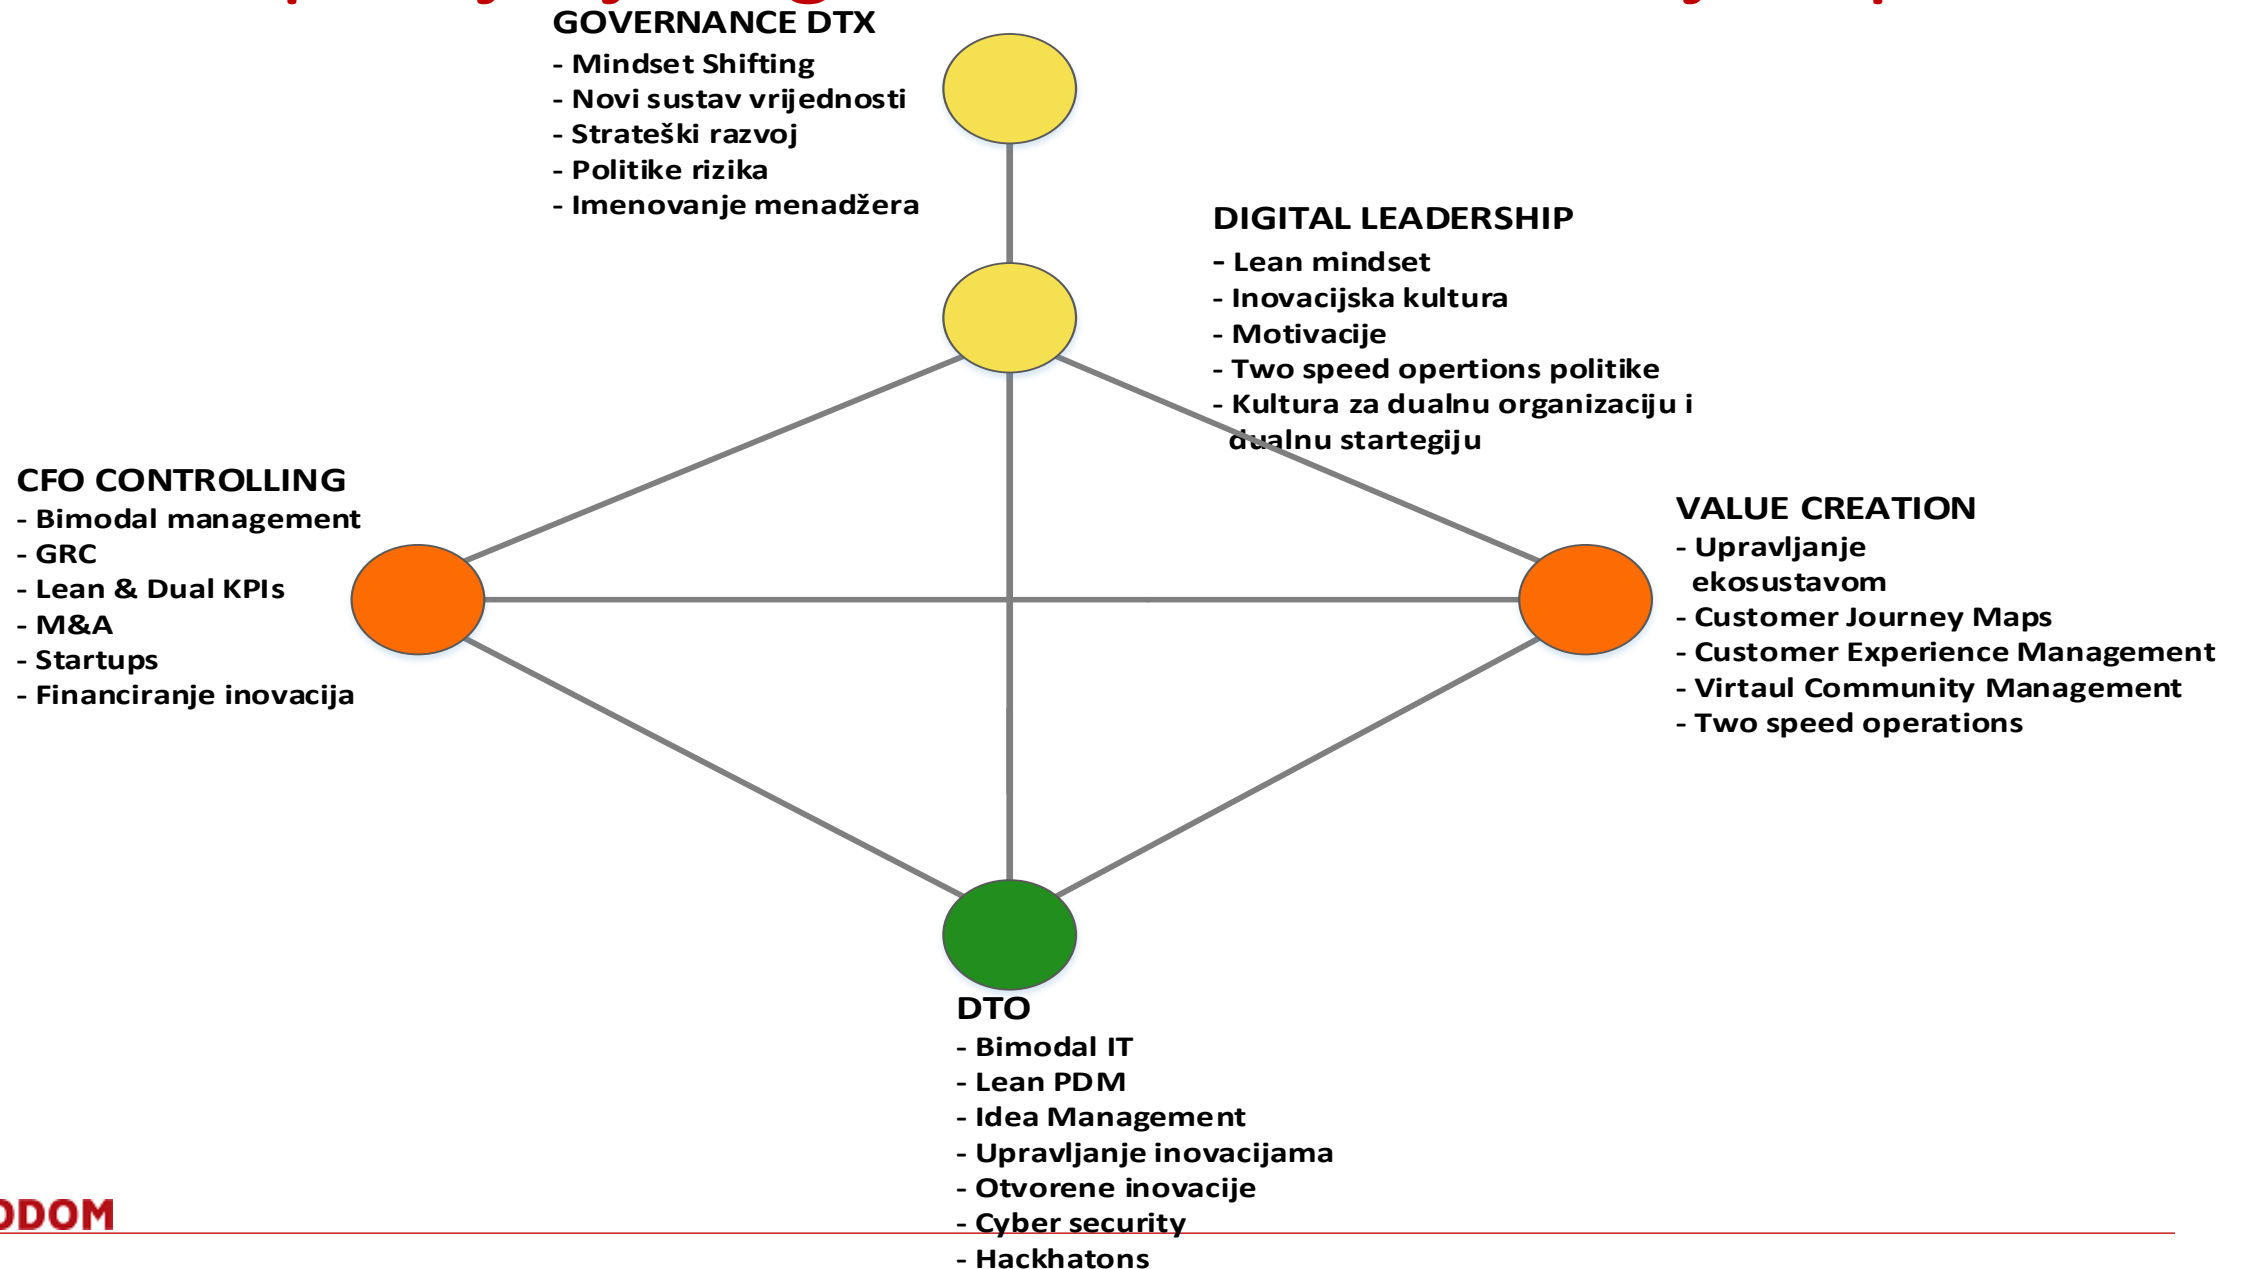 GOVERNANCE DTX
- Mindset Shifting
- Novi sustav vrijednosti
- Strateški razvoj
- Politike rizika
- Imenovanje menadžera
DIGITAL LEADERSHIP
- Lean mindset
- Inovacijska kultura
- Motivacije
- Two speed opertions politike
- Kultura za dualnu organizaciju i
dualnu startegiju
CFO CONTROLLING
- Bimodal management
- GRC
- Lean & Dual KPIs
- M&A
- Startups
- Financiranje inovacija
VALUE CREATION
- Upravljanje
ekosustavom
- Customer Journey Maps
- Customer Experience Management
- Virtaul Community Management
- Two speed operations
DTO
- Bimodal IT
- Lean PDM
- Idea Management
- Upravljanje inovacijama
- Otvorene inovacije
- Cyber security
- Hackhatons
ODOM